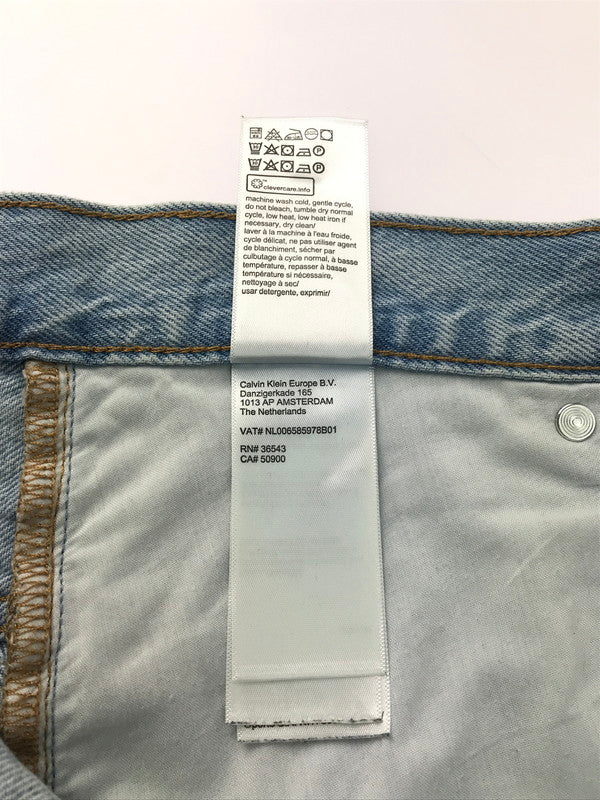 clevercare.info
machine wash cold, gentle cycle,
do not bleach, tumble dry normal
cycle, low heat, low heat iron if
necessary, dry clean/
laver à la machine à l'eau froide,
cycle délicat, ne pas utiliser agent
de blanchiment, sécher par
culbutage à cycle normal, à basse
température, repasser à basse
température si nécessaire,
nettoyage à sec/
usar detergente, exprimir/
Calvin Klein Europe B.V.
Danzigerkade 165
1013 AP AMSTERDAM
The Netherlands
VAT# NL006585978B01
RN# 36543
CA# 50900